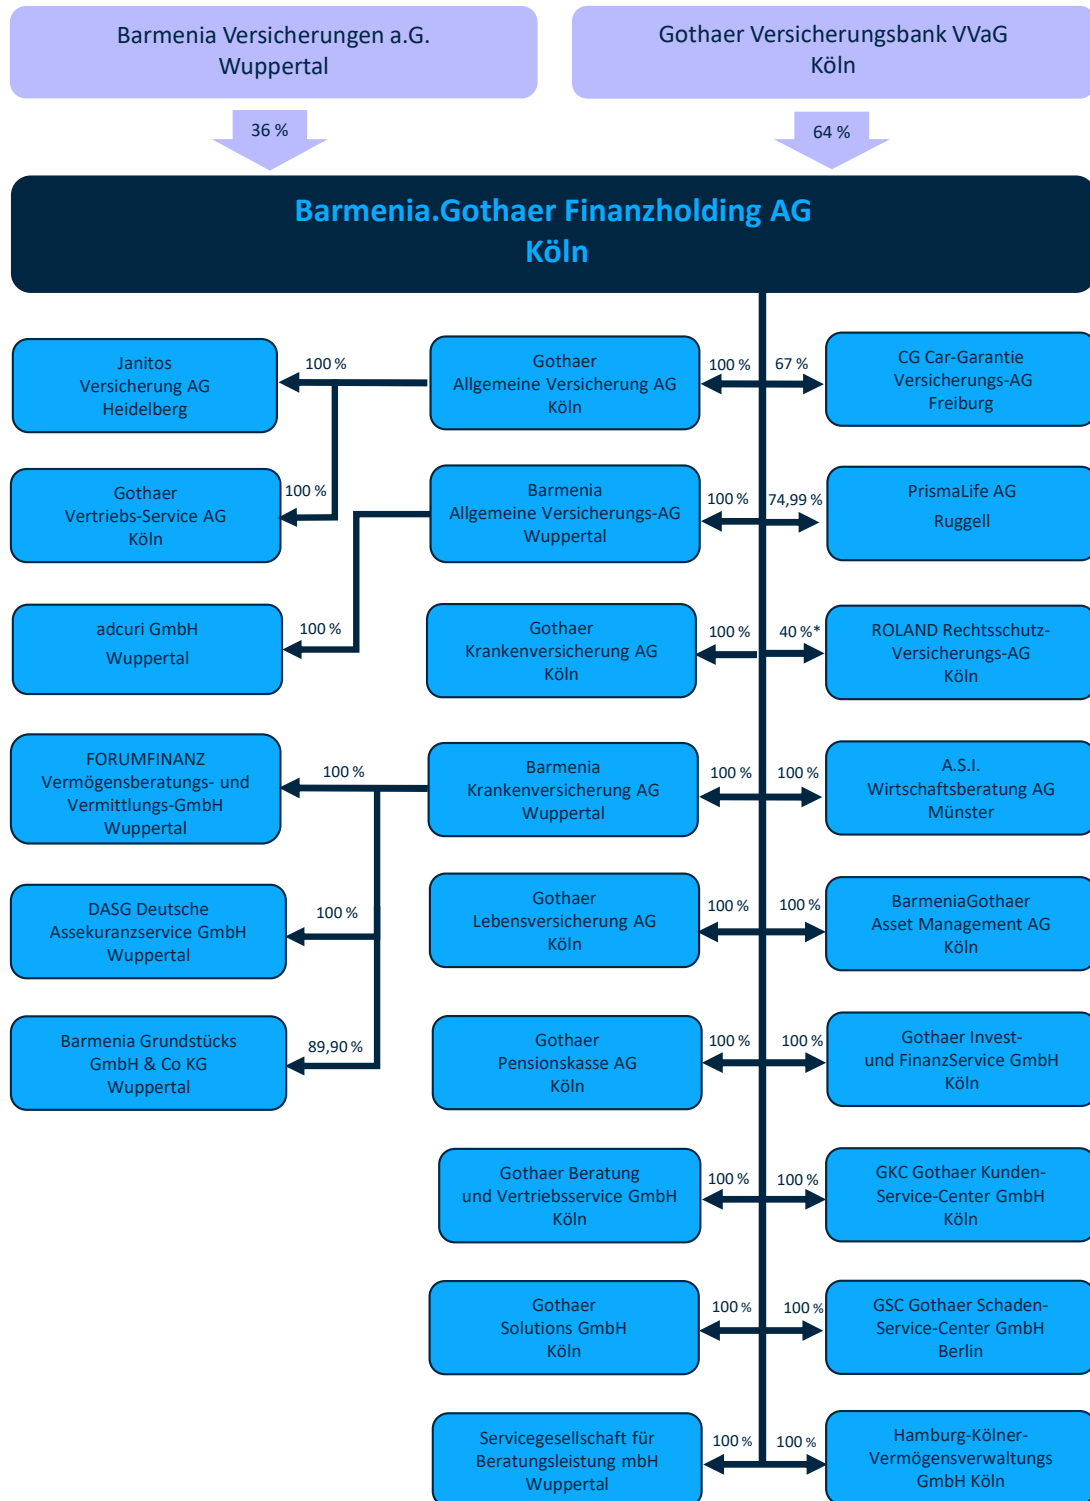 Barmenia Versicherungen a.G.
Wuppertal
Gothaer Versicherungsbank VVaG
Köln
36 %
64 %
Barmenia.Gothaer Finanzholding AG
Köln
Janitos
Versicherung AG
Heidelberg
100 %
Gothaer
Allgemeine Versicherung AG
Köln
100 %
67 %
CG Car-Garantie
Versicherungs-AG
Freiburg
Gothaer
Vertriebs-Service AG
Köln
100 %
Barmenia
Allgemeine Versicherungs-AG
Wuppertal
100 %
74,99 %
PrismaLife AG
Ruggell
adcuri GmbH
Wuppertal
100 %
Gothaer
Krankenversicherung AG
Köln
100 %
40 %*
ROLAND Rechtsschutz-
Versicherungs-AG
Köln
FORUMFINANZ
Vermögensberatungs- und
Vermittlungs-GmbH
Wuppertal
100 %
Barmenia
Krankenversicherung AG
Wuppertal
100 %
100 %
A.S.I.
Wirtschaftsberatung AG
Münster
DASG Deutsche
Assekuranzservice GmbH
Wuppertal
100 %
Gothaer
Lebensversicherung AG
Köln
100 %
100 %
BarmeniaGothaer
Asset Management AG
Köln
Barmenia Grundstücks
GmbH & Co KG
Wuppertal
89,90 %
Gothaer
Pensionskasse AG
Köln
100 %
100 %
Gothaer Invest-
und FinanzService GmbH
Köln
Gothaer Beratung
und Vertriebsservice GmbH
Köln
100 %
100 %
GKC Gothaer Kunden-
Service-Center GmbH
Köln
Gothaer
Solutions GmbH
Köln
100 %
100 %
GSC Gothaer Schaden-
Service-Center GmbH
Berlin
Servicegesellschaft für
Beratungsleistung mbH
Wuppertal
100 %
100 %
Hamburg-Kölner-
Vermögensverwaltungs
GmbH Köln